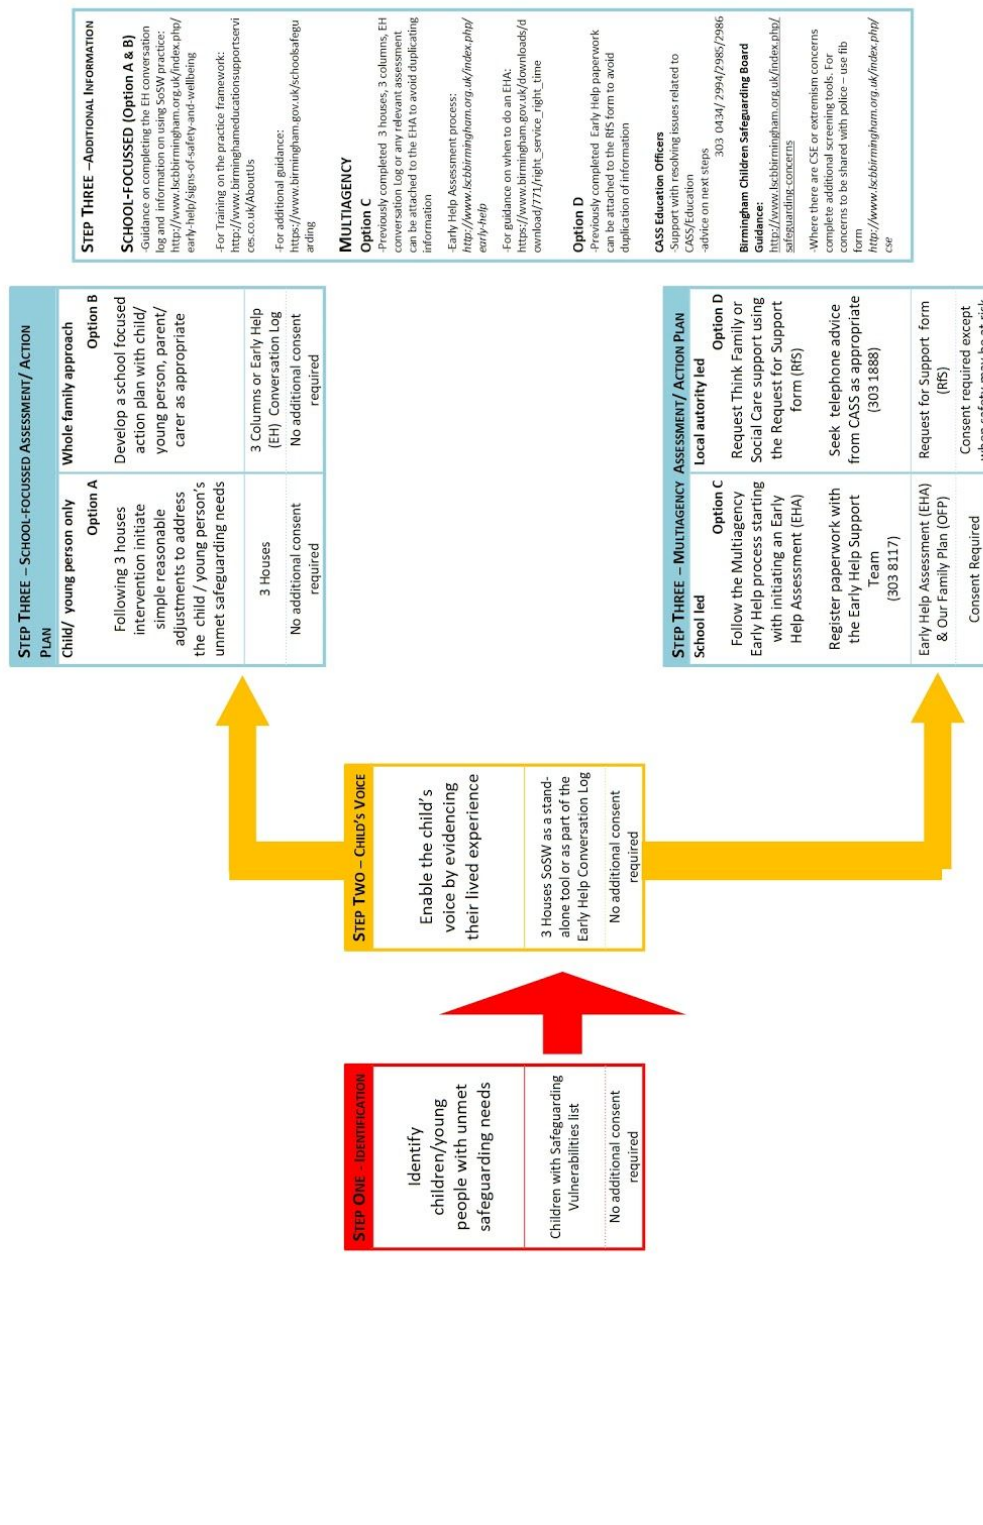 STEP ONE - IDENTIFICATION
Identify
children/young
people with unmet
safeguarding needs
Children with Safeguarding
Vulnerabilities list
No additional consent
required
STEP TWO – CHILD'S VOICE
Enable the child's
voice by evidencing
their lived experience
3 Houses SoSW as a stand-
alone tool or as part of the
Early Help Conversation Log
No additional consent
required
STEP THREE – SCHOOL-FOCUSSED ASSESSMENT/ ACTION
PLAN
Child/ young person only
Option A
Following 3 houses
intervention initiate
simple reasonable
adjustments to address
the child / young person's
unmet safeguarding needs
3 Houses
No additional consent
required
Whole family approach
Option B
Develop a school focused
action plan with child/
young person, parent/
carer as appropriate
3 Columns or Early Help
(EH) Conversation Log
No additional consent
required
STEP THREE – MULTIAGENCY ASSESSMENT/ ACTION PLAN
School led
Option C
Follow the Multiagency
Early Help process starting
with initiating an Early
Help Assessment (EHA)
Register paperwork with
the Early Help Support
Team
(303 8117)
Early Help Assessment (EHA)
& Our Family Plan (OFP)
Consent Required
Local autority led
Option D
Request Think Family or
Social Care support using
the Request for Support
form (RfS)
Seek telephone advice
from CASS as appropriate
(303 1888)
Request for Support form
(RfS)
Consent required except
STEP THREE –ADDITIONAL INFORMATION
SCHOOL-FOCUSSED (Option A & B)
-Guidance on completing the EH conversation
log and information on using SoSW practice:
http://www.lscbbirmingham.org.uk/index.php/
early-help/signs-of-safety-and-wellbeing
-For Training on the practice framework:
http://www.birminghameducationsupportservi
ces.co.uk/AboutUs
-For additional guidance:
https://www.birmingham.gov.uk/schoolsafegu
arding
MULTIAGENCY
Option C
-Previously completed 3 houses, 3 columns, EH
conversation Log or any relevant assessment
can be attached to the EHA to avoid duplicating
information
-Early Help Assessment process:
http://www.lscbbirmingham.org.uk/index.php/
early-help
-For guidance on when to do an EHA:
https://www.birmingham.gov.uk/downloads/d
ownload/771/right_service_right_time
Option D
-Previously completed Early Help paperwork
can be attached to the RfS form to avoid
duplication of information
CASS Education Officers
-Support with resolving issues related to
CASS/Education
-advice on next steps
303 0434/ 2994/2985/2986
Birmingham Children Safeguarding Board
Guidance:
http://www.lscbbirmingham.org.uk/index.php/
safeguarding-concerns
-Where there are CSE or extremism concerns
complete additional screening tools. For
concerns to be shared with police – use fib
form
http://www.lscbbirmingham.org.uk/index.php/
cse